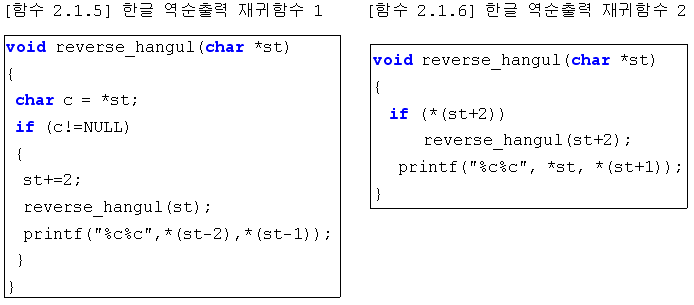 [함수 2.1.5] 한글 역순출력 재귀함수 1
void reverse_hangul(char *st)
{
char c = *st;
if (c!=NULL)
{
st+=2;
reverse_hangul(st);
printf("%c%c",*(st-2),*(st-1));
}
}
[함수 2.1.6] 한글 역순출력 재귀함수 2
void reverse_hangul(char *st)
{
if (*(st+2))
reverse_hangul(st+2);
printf("%c%c", *st, *(st+1));
}